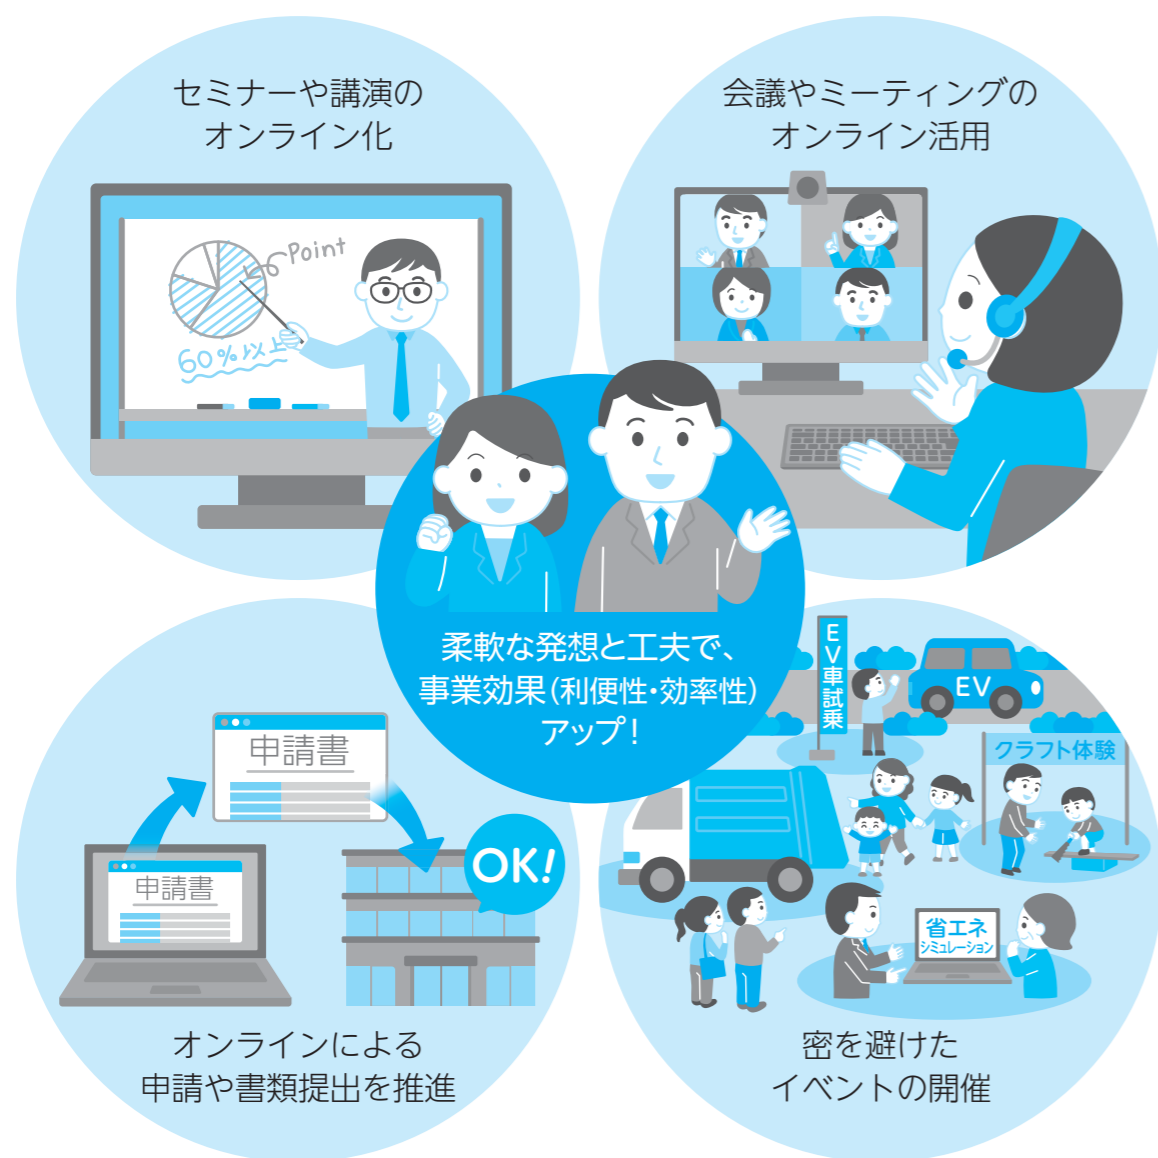 セミナーや講演の
オンライン化
Point
60%以上
会議やミーティングの
オンライン活用
柔軟な発想と工夫で、
事業効果(利便性・効率性)
アップ!
申請書
申請書
OK!
オンラインによる
申請や書類提出を推進
EV車試乗
EV
クラフト体験
省エネ
シミュレーション
密を避けた
イベントの開催